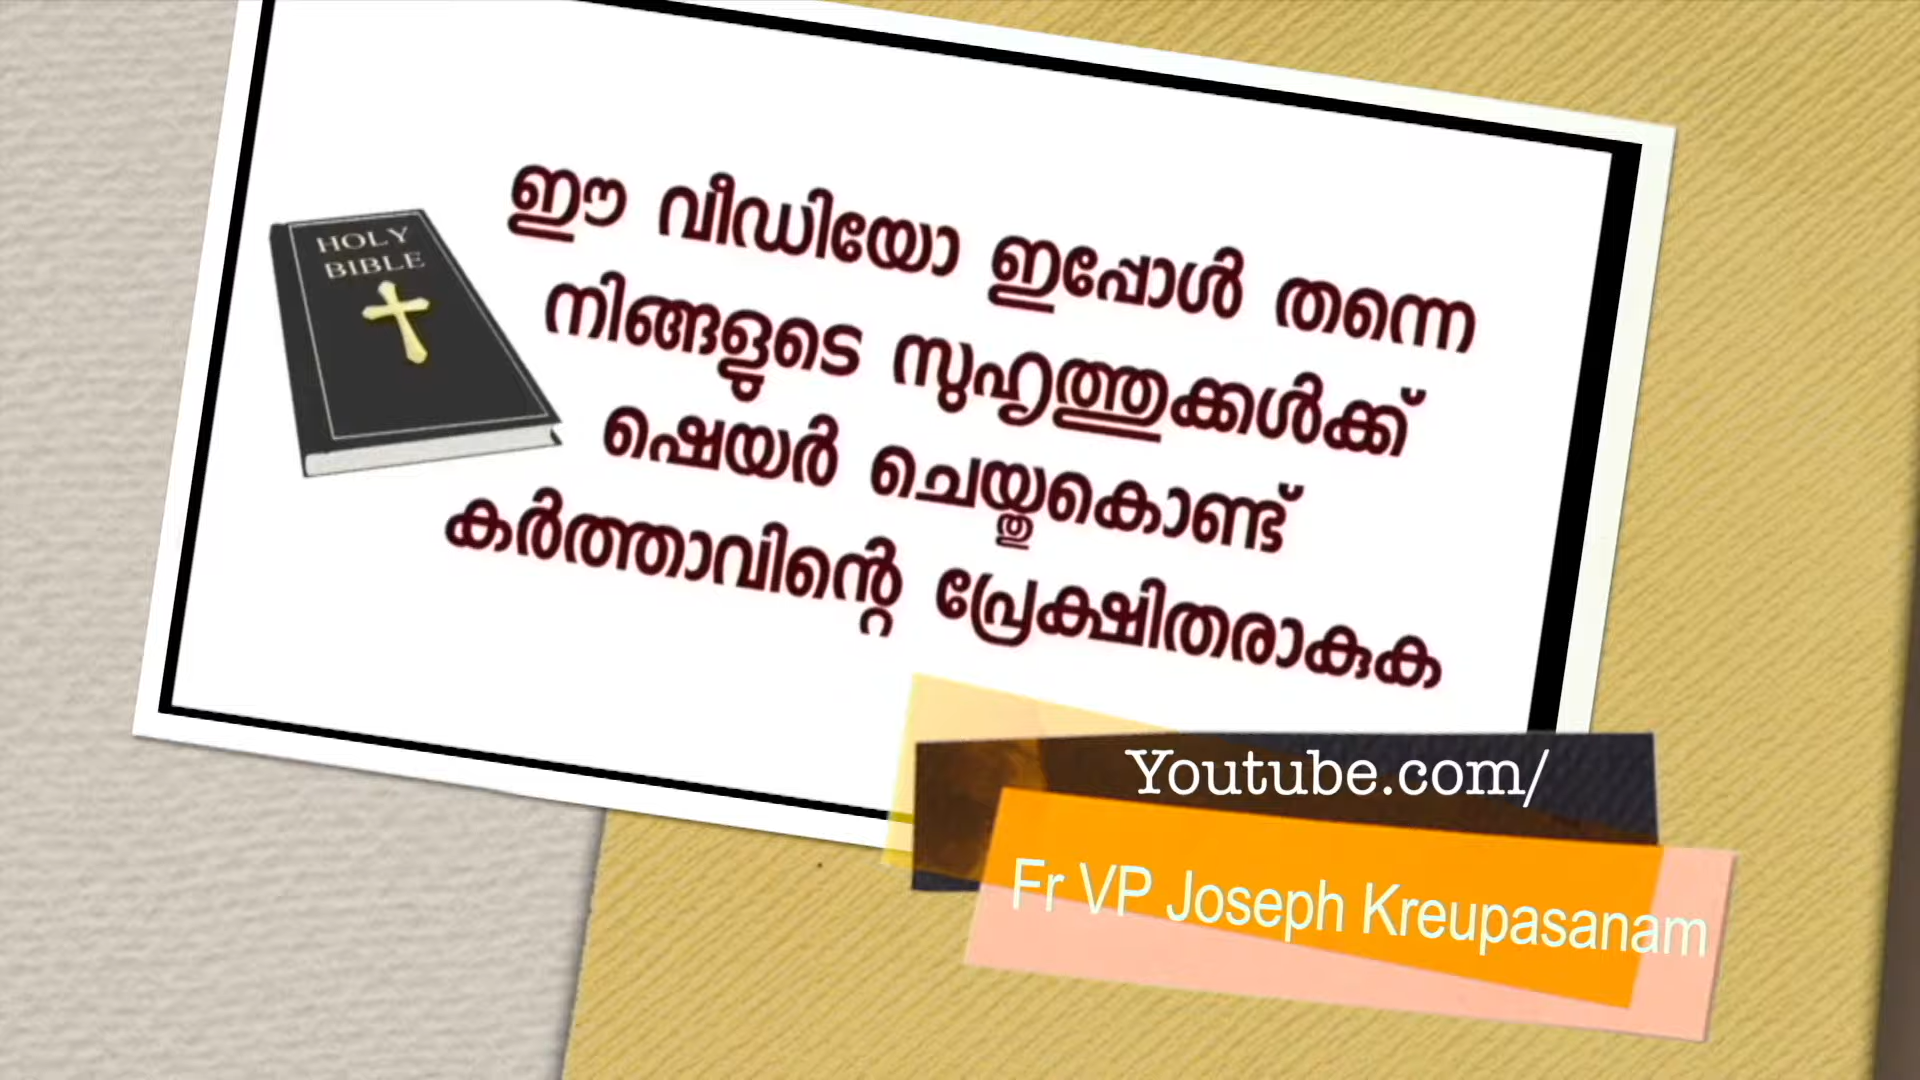 HOLY
BIBLE
ഈ വീഡിയോ ഇപ്പോൾ തന്നെ
നിങ്ങളുടെ സുഹൃത്തുക്കൾക്ക്
ഷെയർ ചെയ്തുകൊണ്ട്
കർത്താവിന്റെ പ്രേക്ഷിതരാകുക
Youtube.com/
Fr VP Joseph Kreupasanam